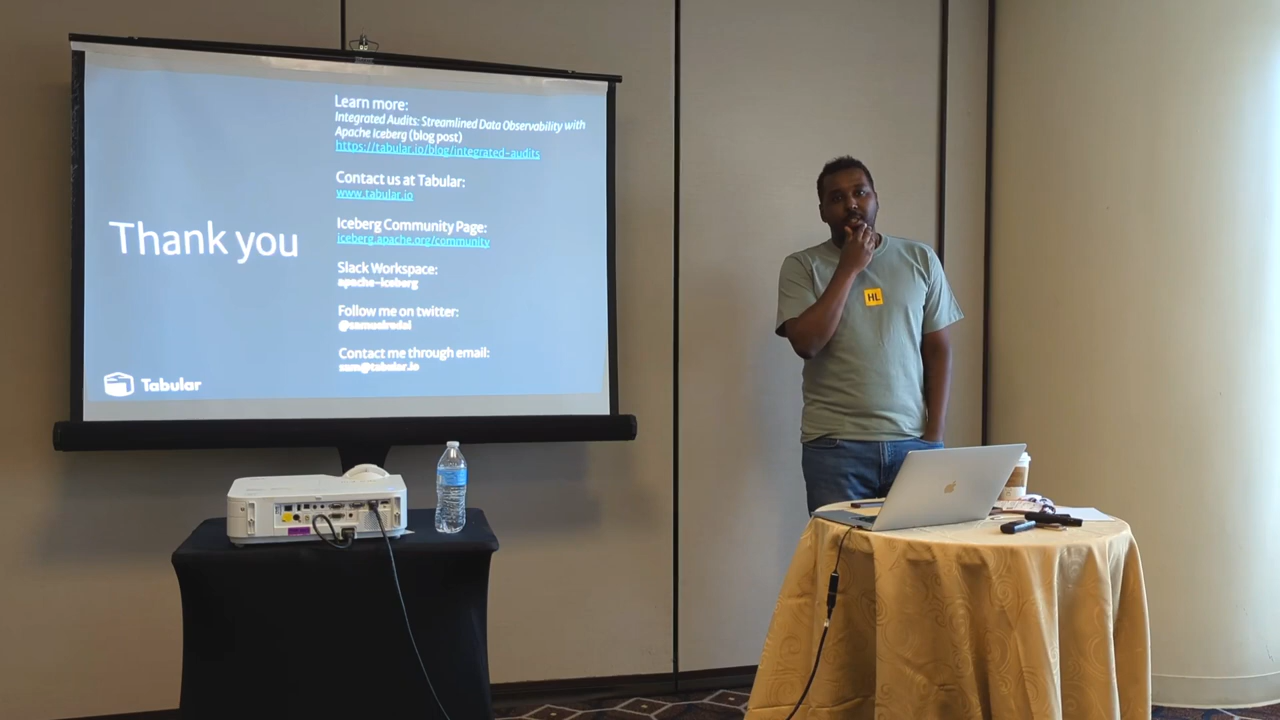 Thank you
Learn more:
Integrated Audits: Streamlined Data Observability with
Apache Iceberg (blog post)
https://tabular.io/blog/integrated-audits
Contact us at Tabular:
www.tabular.io
Iceberg Community Page:
iceberg.apache.org/community
Slack Workspace:
apache-iceberg
Follow me on twitter:
@samuelredai
Contact me through email:
sam@tabular.io
Tabular
HL